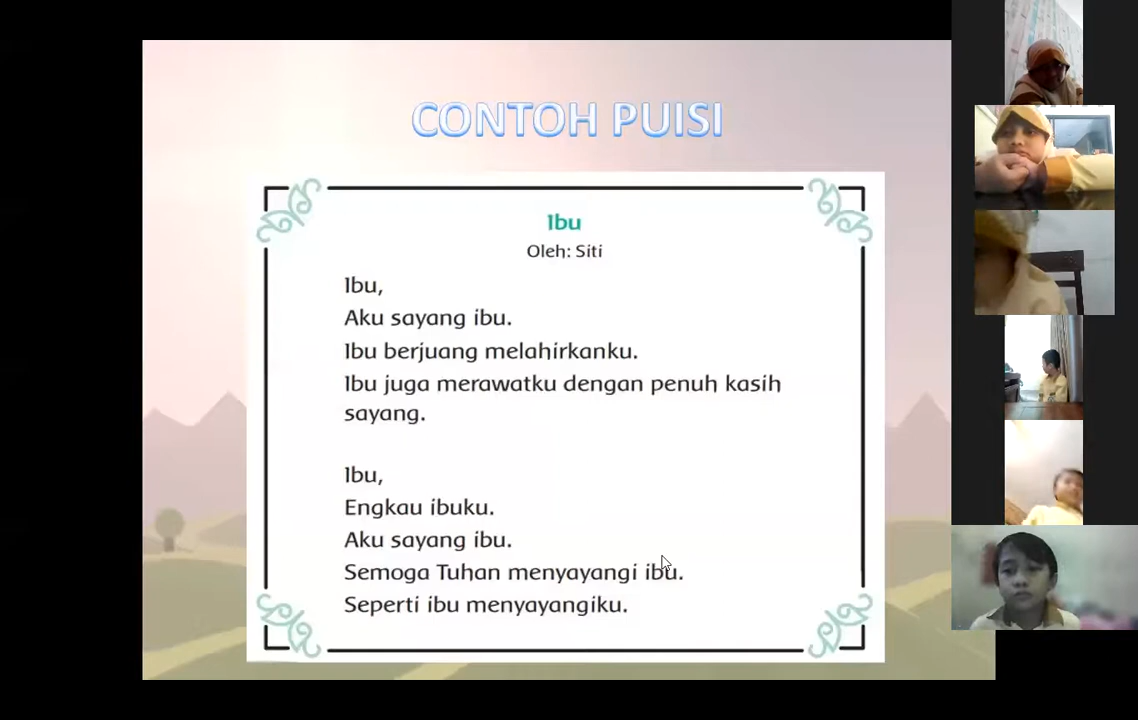 CONTOH PUISI
Ibu
Oleh: Siti
Ibu,
Aku sayang ibu.
Ibu berjuang melahirkanku.
Ibu juga merawatku dengan penuh kasih
sayang.
Ibu,
Engkau ibuku.
Aku sayang ibu.
Semoga Tuhan menyayangi ibu.
Seperti ibu menyayangiku.